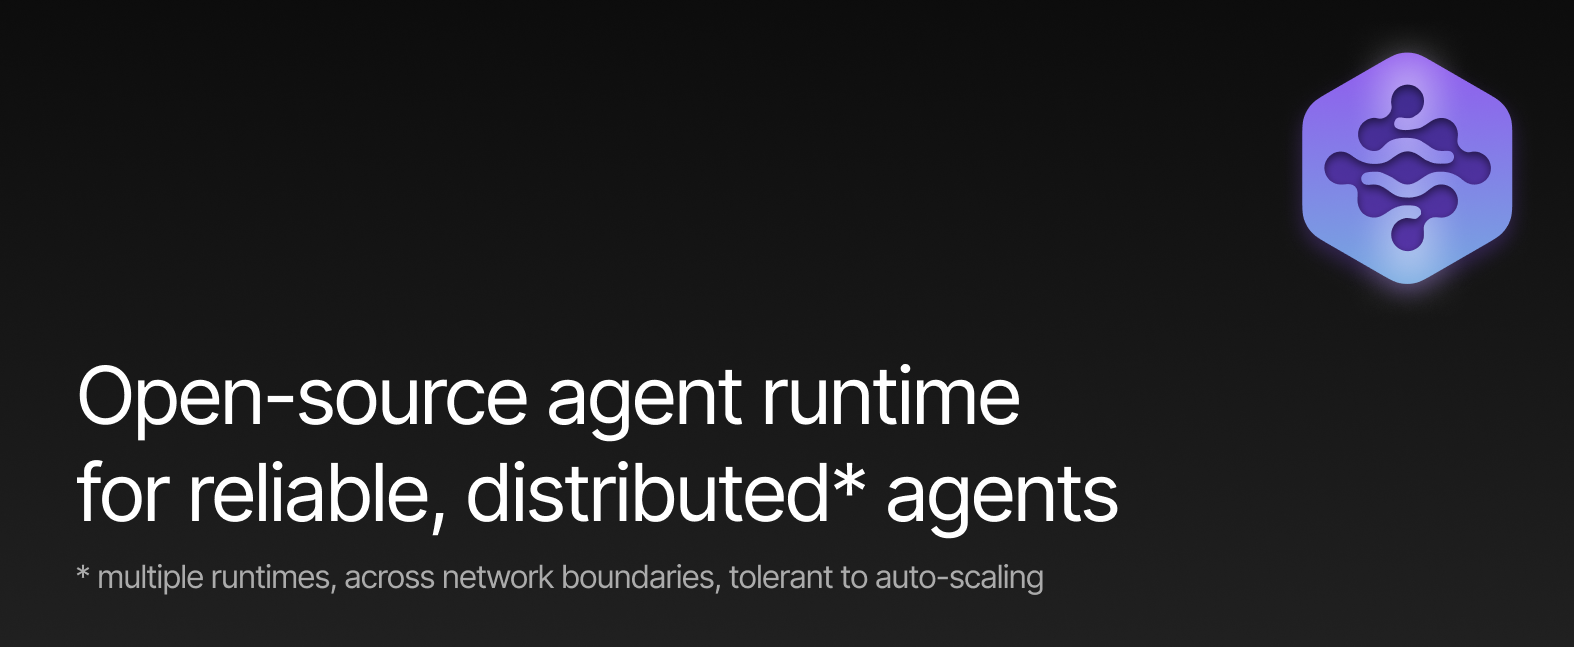 Open-source agent runtime
for reliable, distributed* agents
* multiple runtimes, across network boundaries, tolerant to auto-scaling